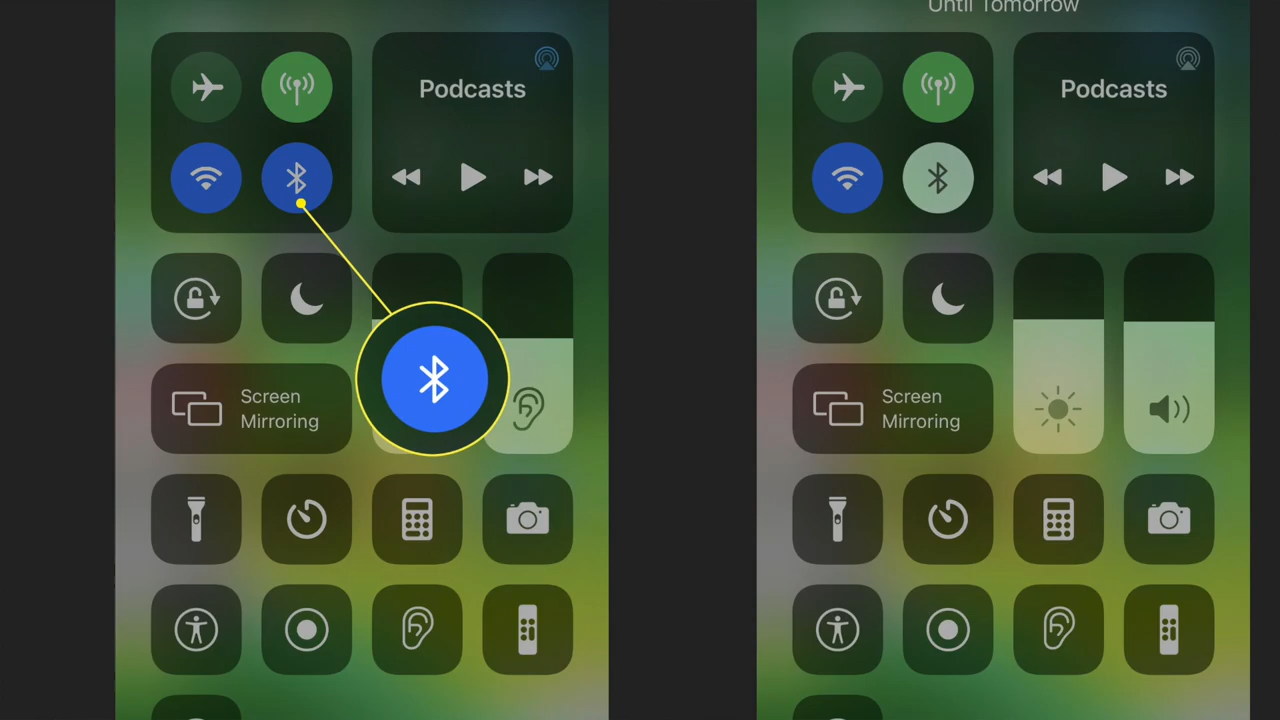 Until Tomorrow
Podcasts
Podcasts
Screen
Mirroring
Screen
Mirroring